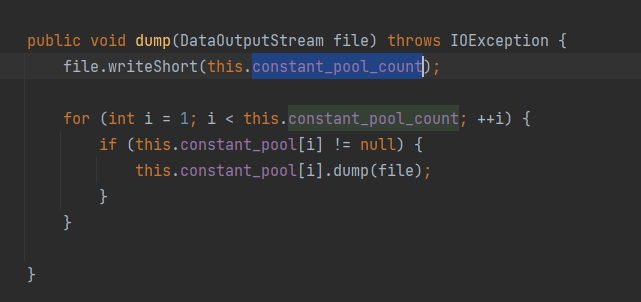 public void dump(DataOutputStream file) throws IOException {
file.writeShort(this.constant_pool_count);
for (int i = 1; i < this.constant_pool_count; ++i) {
if (this.constant_pool[i] != null) {
this.constant_pool[i].dump(file);
}
}
}